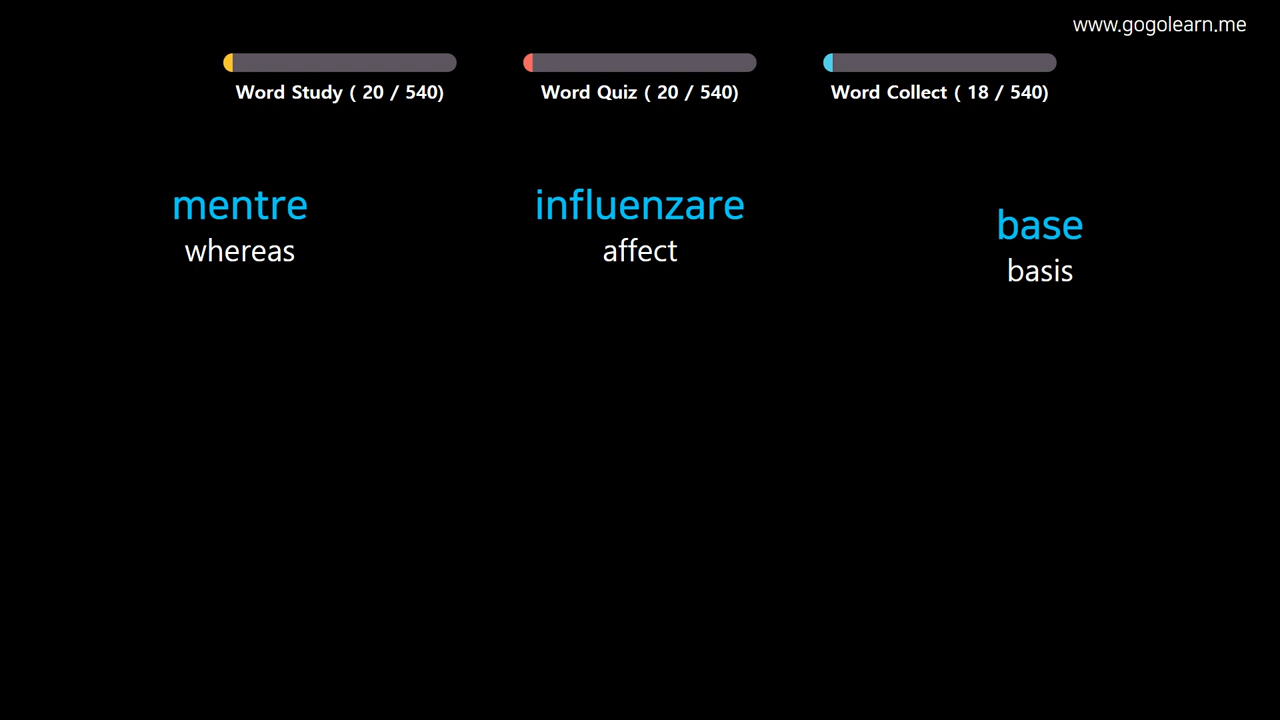 www.gogolearn.me
Word Study ( 20 / 540)
Word Quiz ( 20 / 540)
Word Collect ( 18 / 540)
mentre
whereas
influenzare
affect
base
basis